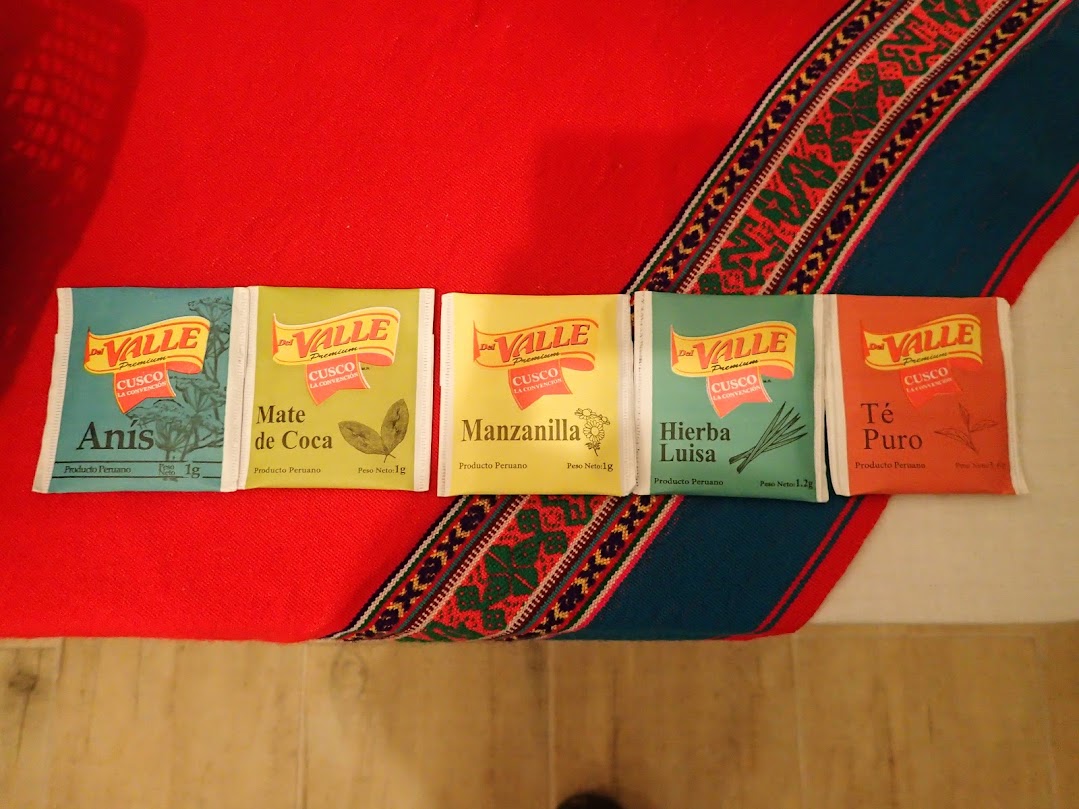 Del VALLE
Premium
CUSCO
LA CONVENCIÓN
Anís
Producto Peruano
Peso
Neto
1g
Del VALLE
Premium
CUSCO
LA CONVENCIÓN
Mate
de Coca
Producto Peruano
Peso Neto:1g
Del VALLE
Premium
CUSCO
LA CONVENCIÓN
Manzanilla
Producto Peruano
Peso Neto:1g
Del VALLE
Premium
CUSCO
LA CONVENCIÓN
Hierba
Luisa
Producto Peruano
Peso Neto:1.2g
Del VALLE
Premium
CUSCO
LA CONVENCIÓN
Té
Puro
Producto Peruano
Peso Neto: